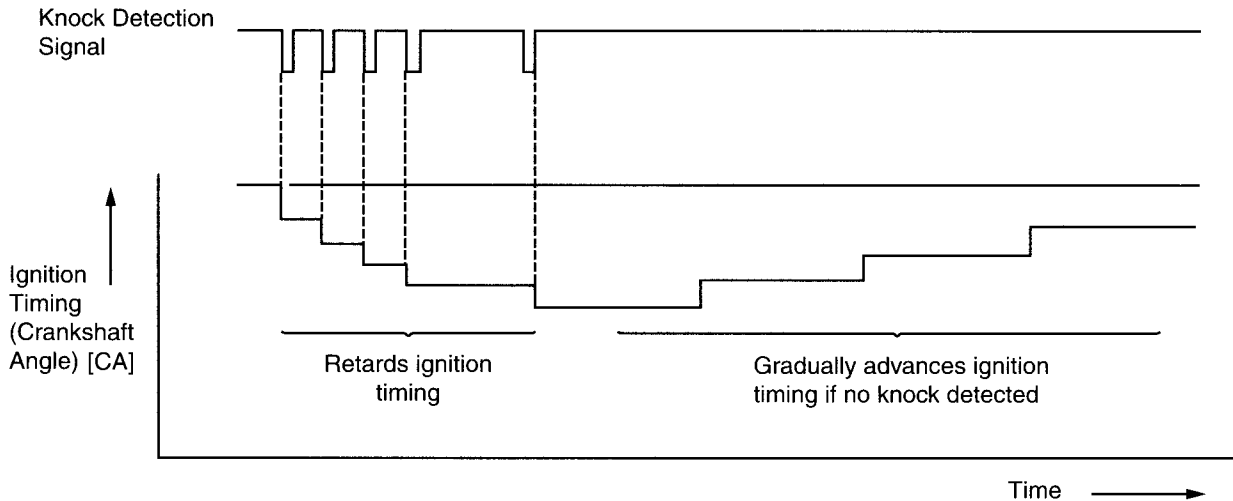 Knock Detection
Signal
Ignition
Timing
(Crankshaft
Angle) [CA]
Retards ignition
timing
Gradually advances ignition
timing if no knock detected
Time